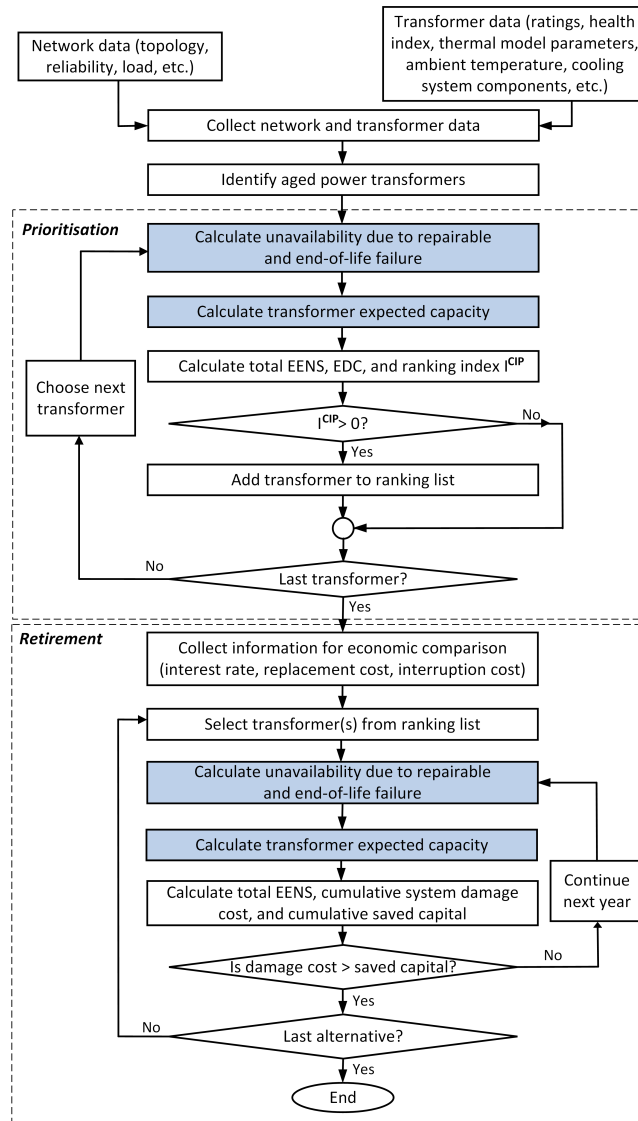 Network data (topology,
reliability, load, etc.)
Transformer data (ratings, health
index, thermal model parameters,
ambient temperature, cooling
system components, etc.)
Collect network and transformer data
Identify aged power transformers
Prioritisation
Calculate unavailability due to repairable
and end-of-life failure
Calculate transformer expected capacity
Calculate total EENS, EDC, and ranking index I^CIP
Choose next
transformer
I^CIP > 0?
No
Yes
Add transformer to ranking list
No
Last transformer?
Yes
Retirement
Collect information for economic comparison
(interest rate, replacement cost, interruption cost)
Select transformer(s) from ranking list
Calculate unavailability due to repairable
and end-of-life failure
Calculate transformer expected capacity
Calculate total EENS, cumulative system damage
cost, and cumulative saved capital
Continue
next year
Is damage cost > saved capital?
No
Yes
No
Last alternative?
Yes
End